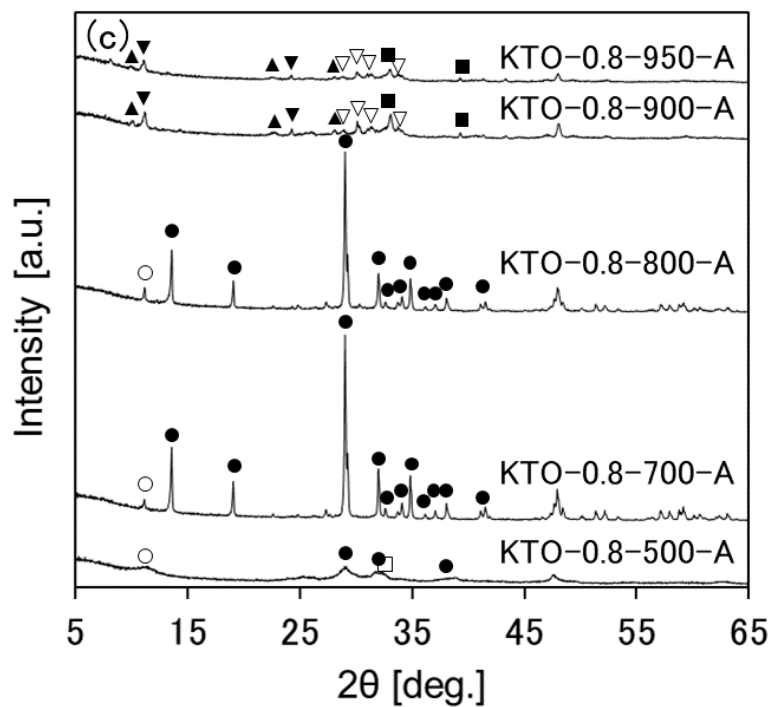 (c)
KTO-0.8-950-A
KTO-0.8-900-A
KTO-0.8-800-A
KTO-0.8-700-A
KTO-0.8-500-A
Intensity [a.u.]
5 15 25 35 45 55 65
2θ [deg.]